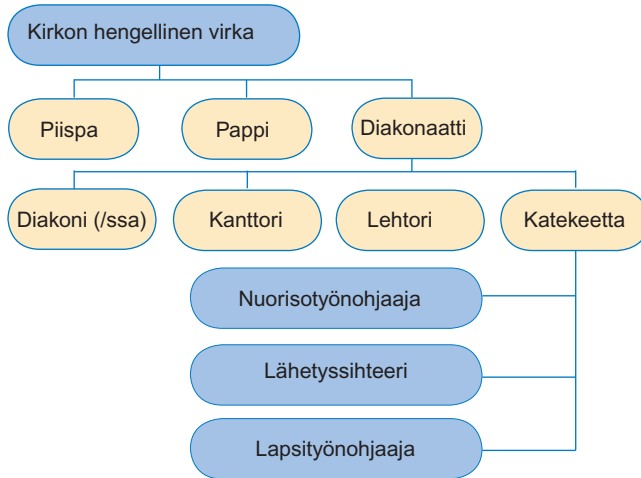 Kirkon hengellinen virka
Piispa
Pappi
Diakonaatti
Diakoni (/ssa)
Kanttori
Lehtori
Katekeetta
Nuorisotyönohjaaja
Lähetyssihteeri
Lapsityönohjaaja